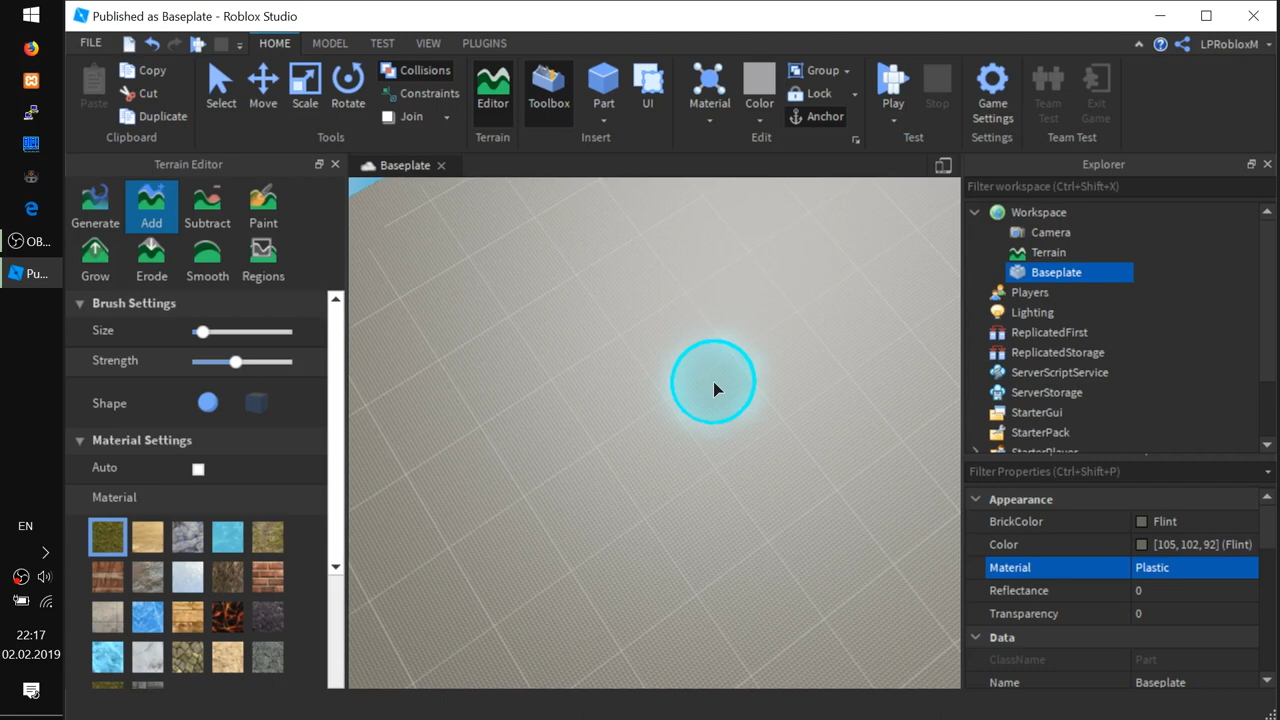 Published as Baseplate - Roblox Studio
FILE
HOME
MODEL
TEST
VIEW
PLUGINS
LPRobloxM
Paste
Copy
Cut
Duplicate
Clipboard
Select
Move
Scale
Rotate
Collisions
Constraints
Join
Tools
Editor
Terrain
Toolbox
Part
UI
Insert
Material
Color
Group
Lock
Anchor
Edit
Play
Stop
Test
Game
Settings
Settings
Team
Test
Exit
Game
Team Test
Terrain Editor
Generate
Add
Subtract
Paint
Grow
Erode
Smooth
Regions
Brush Settings
Size
Strength
Shape
Material Settings
Auto
Material
Baseplate
Explorer
Filter workspace (Ctrl+Shift+X)
Workspace
Camera
Terrain
Baseplate
Players
Lighting
ReplicatedFirst
ReplicatedStorage
ServerScriptService
ServerStorage
StarterGui
StarterPack
StarterPlayer
Filter Properties (Ctrl+Shift+P)
Appearance
BrickColor Flint
Color [105, 102, 92] (Flint)
Material Plastic
Reflectance 0
Transparency 0
Data
ClassName Part
Name Baseplate
OB...
Pu...
EN
22:17
02.02.2019